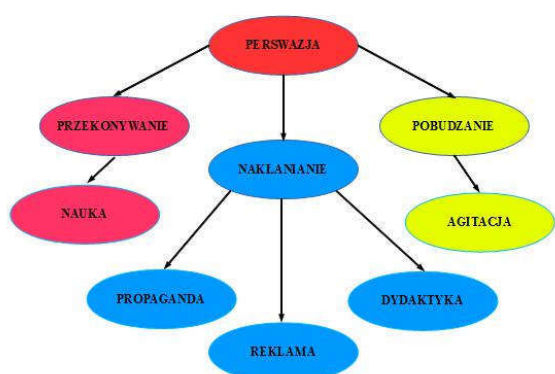 PERSWAZJA
PRZEKONYWANIE
POBUDZANIE
NAKŁANIANIE
NAUKA
AGITACJA
PROPAGANDA
DYDAKTYKA
REKLAMA